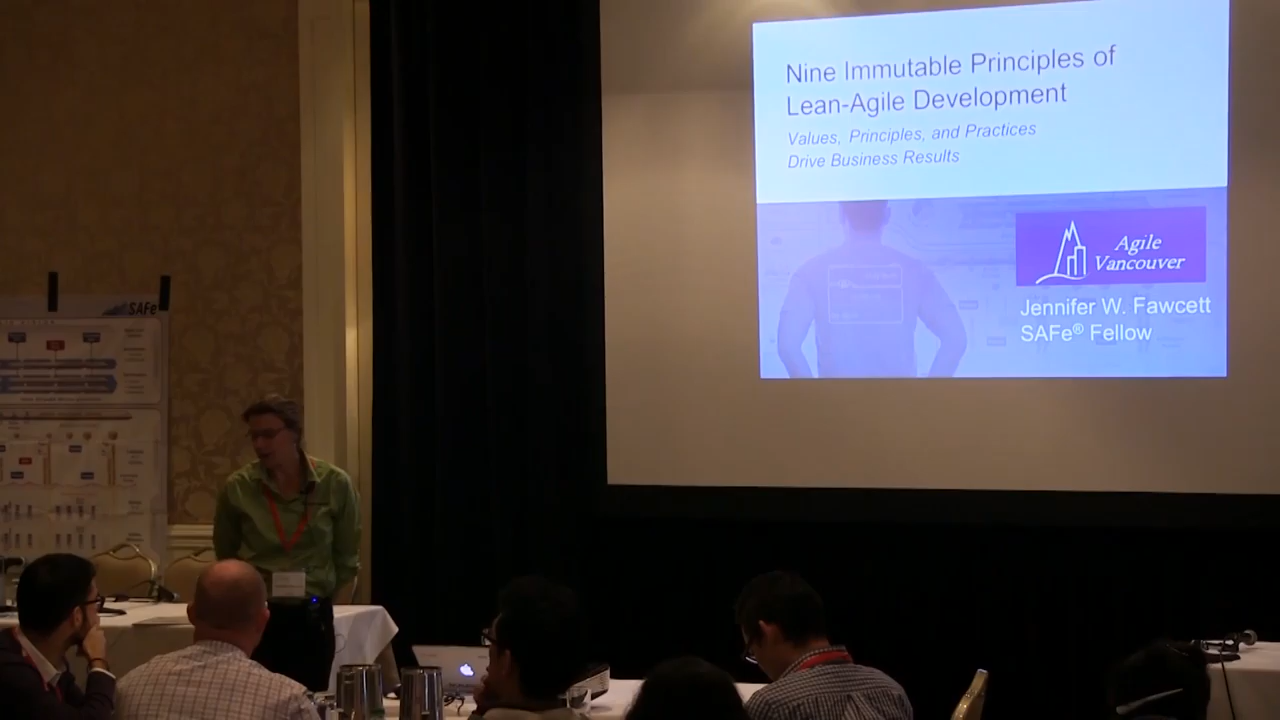 Nine Immutable Principles of
Lean-Agile Development
Values, Principles, and Practices
Drive Business Results
Agile
Vancouver
Jennifer W. Fawcett
SAFe® Fellow
SAFe